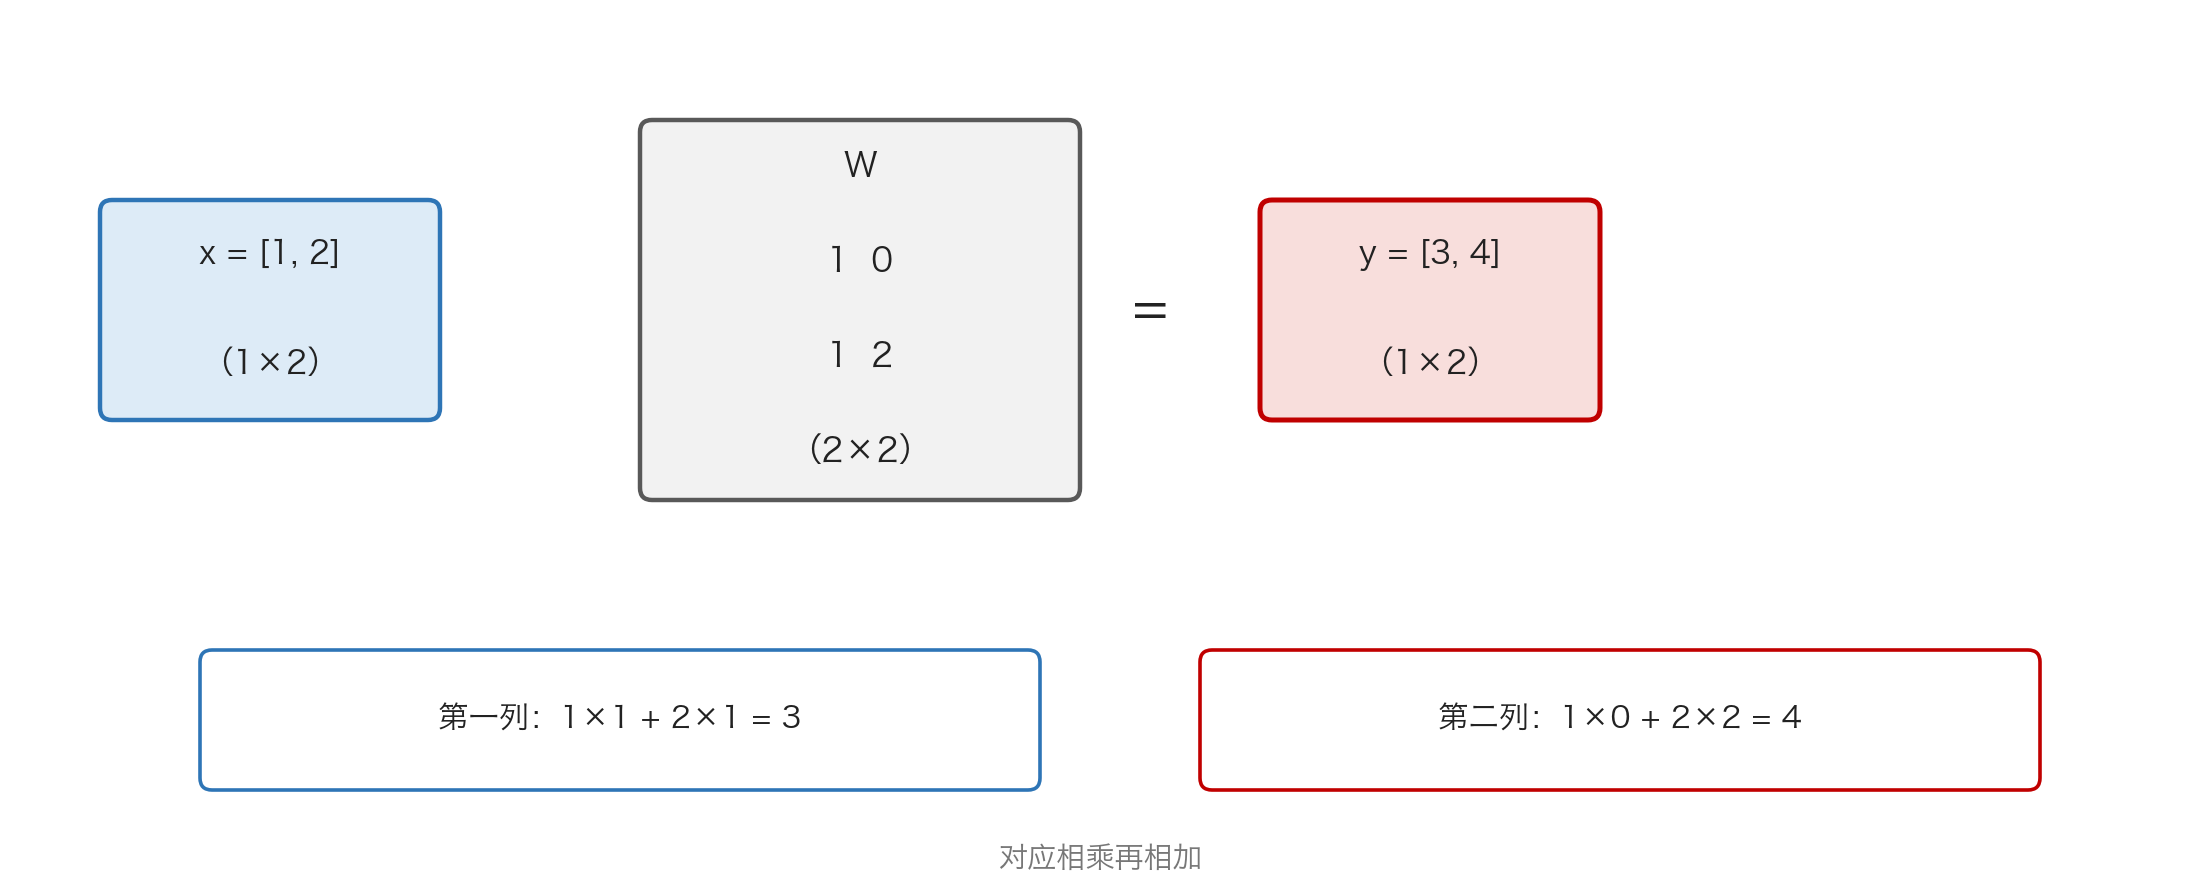 x = [1, 2]
(1×2)
W
1 0
1 2
(2×2)
=
y = [3, 4]
(1×2)
第一列：1×1 + 2×1 = 3
第二列：1×0 + 2×2 = 4
对应相乘再相加